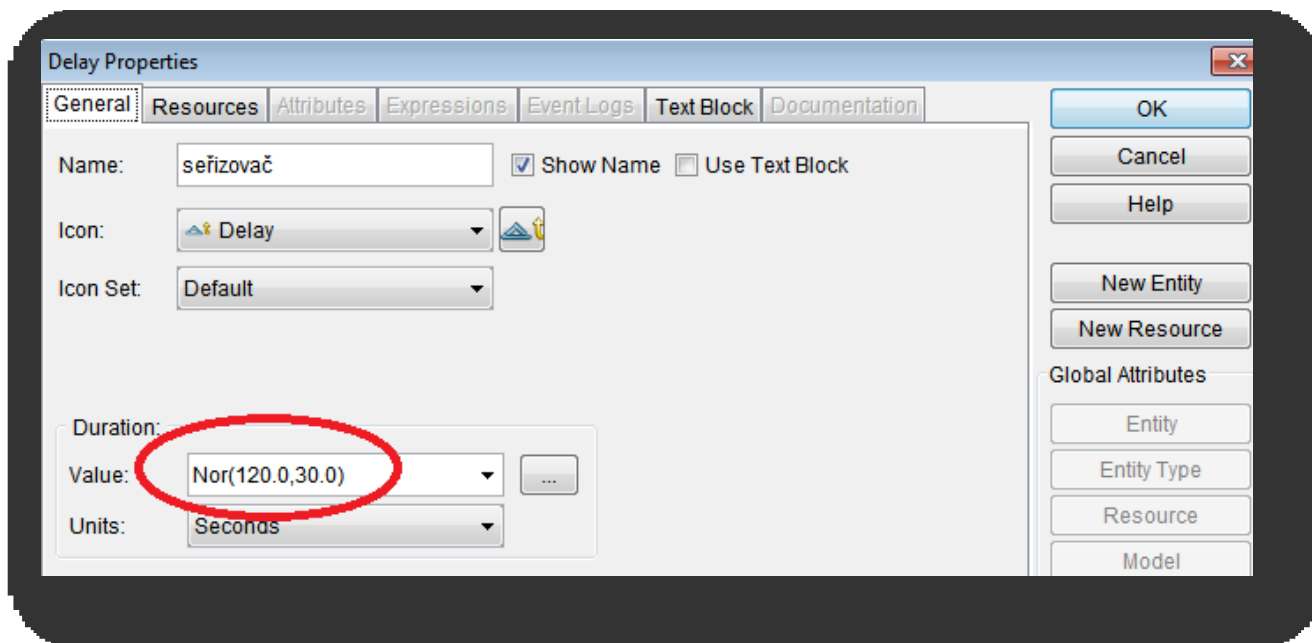 Delay Properties
General Resources Attributes Expressions Event Logs Text Block Documentation
OK
Name: seřizovač Show Name Use Text Block
Cancel
Help
Icon: Delay
Icon Set: Default
New Entity
New Resource
Global Attributes
Duration:
Entity
Value: Nor(120.0,30.0) ...
Entity Type
Units: Seconds
Resource
Model